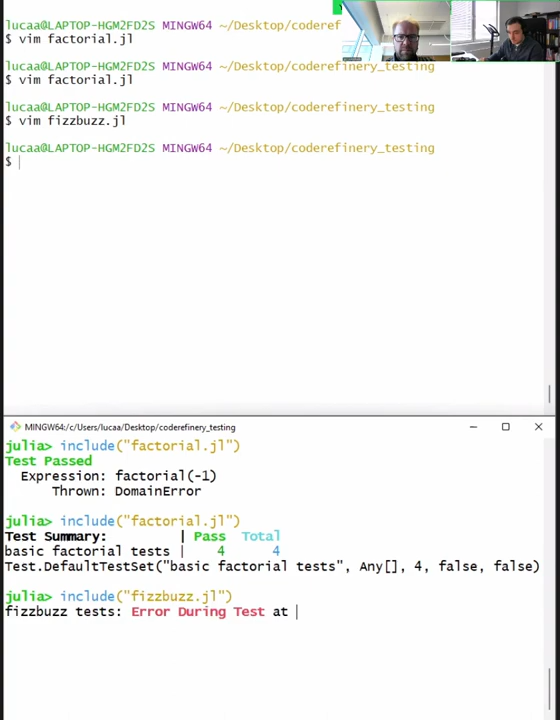 lucaa@LAPTOP-HGM2FD2S MINGW64 ~/Desktop/coderef
$ vim factorial.jl
lucaa@LAPTOP-HGM2FD2S MINGW64 ~/Desktop/coderefinery_testing
$ vim factorial.jl
lucaa@LAPTOP-HGM2FD2S MINGW64 ~/Desktop/coderefinery_testing
$ vim fizzbuzz.jl
lucaa@LAPTOP-HGM2FD2S MINGW64 ~/Desktop/coderefinery_testing
$
MINGW64:/c/Users/lucaa/Desktop/coderefinery_testing
julia> include("factorial.jl")
Test Passed
Expression: factorial(-1)
Thrown: DomainError
julia> include("factorial.jl")
Test Summary: | Pass Total
basic factorial tests | 4 4
Test.DefaultTestSet("basic factorial tests", Any[], 4, false, false)
julia> include("fizzbuzz.jl")
fizzbuzz tests: Error During Test at